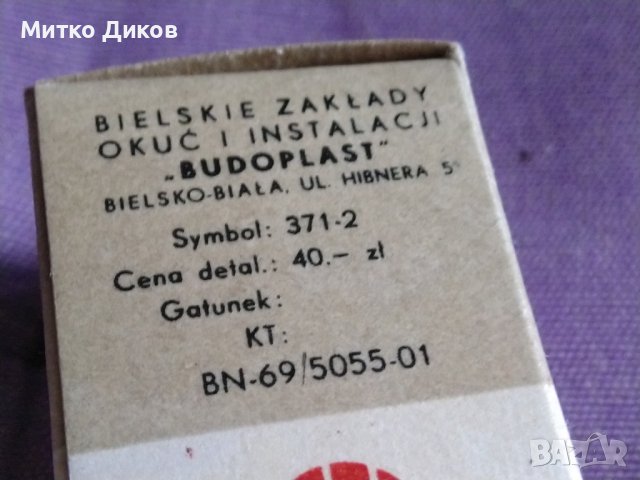 Митко Диков
BIELSKIE ZAKŁADY
OKUĆ I INSTALACJI
„BUDOPLAST"
BIELSKO-BIAŁA, UL. HIBNERA
Symbol: 371-2
Cena detal.: 40.- zł
Gatunek:
KT:
BN-69/5055-01
BAZAR